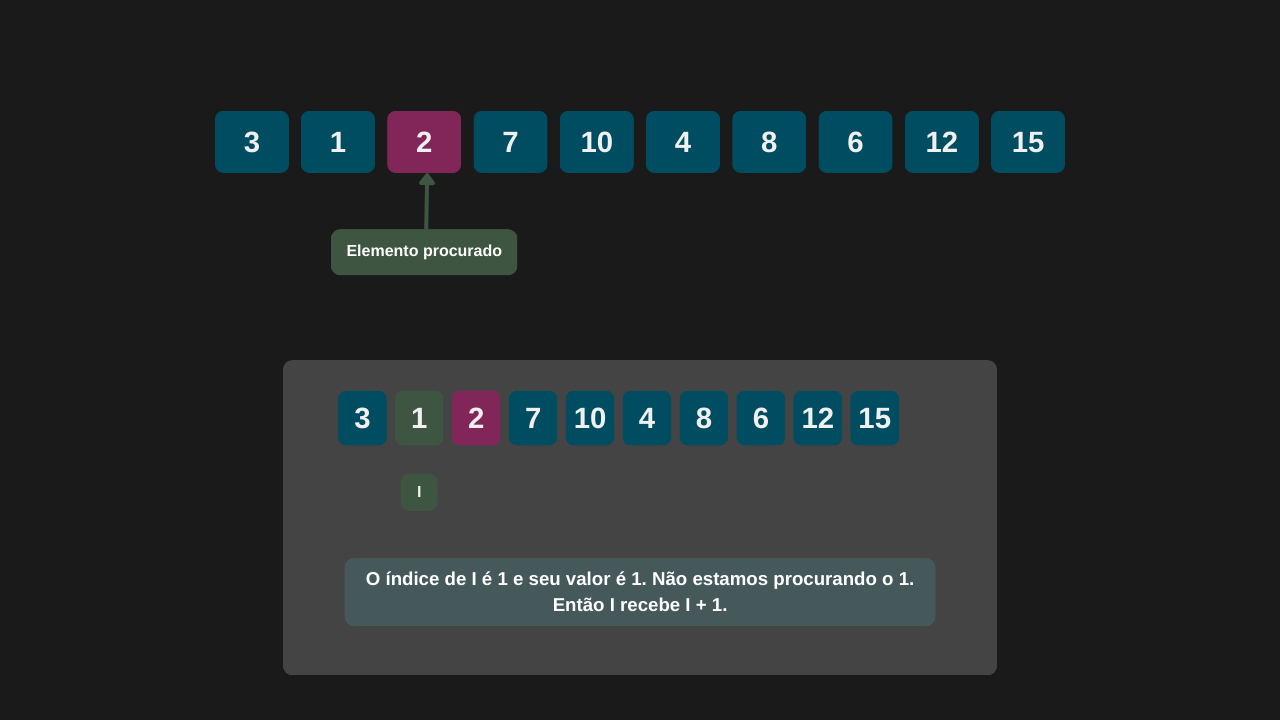 3 1 2 7 10 4 8 6 12 15
Elemento procurado
3 1 2 7 10 4 8 6 12 15
I
O índice de I é 1 e seu valor é 1. Não estamos procurando o 1.
Então I recebe I + 1.